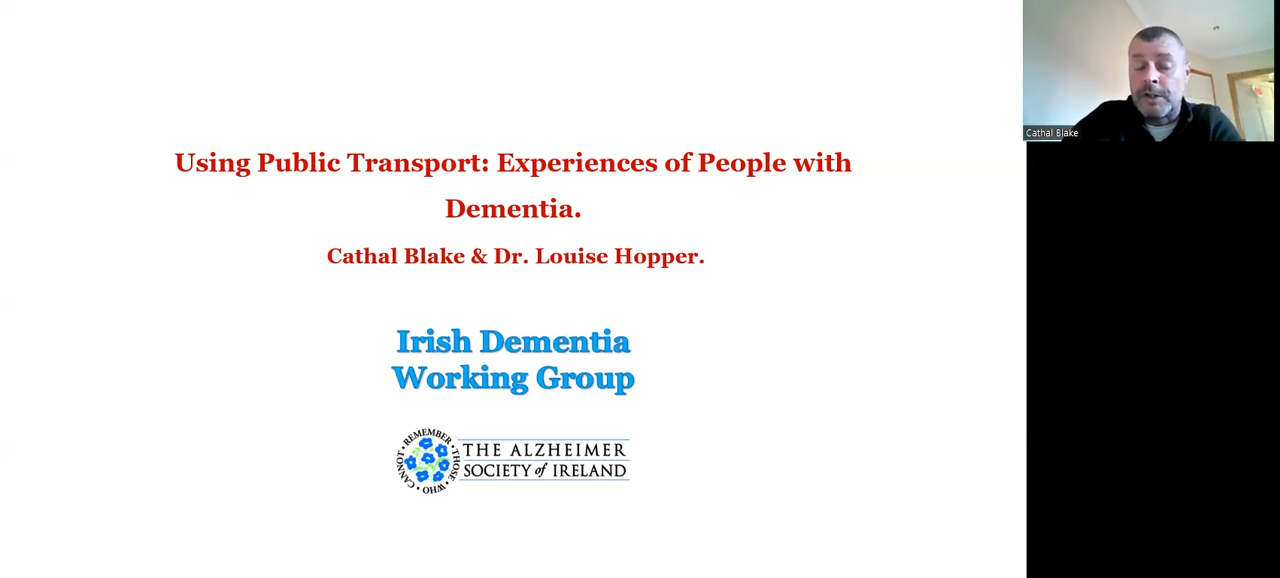 Using Public Transport: Experiences of People with
Dementia.
Cathal Blake & Dr. Louise Hopper.
Irish Dementia
Working Group
REMEMBER · THOSE · WHO · CANNOT ·
THE ALZHEIMER
SOCIETY of IRELAND
Cathal Blake